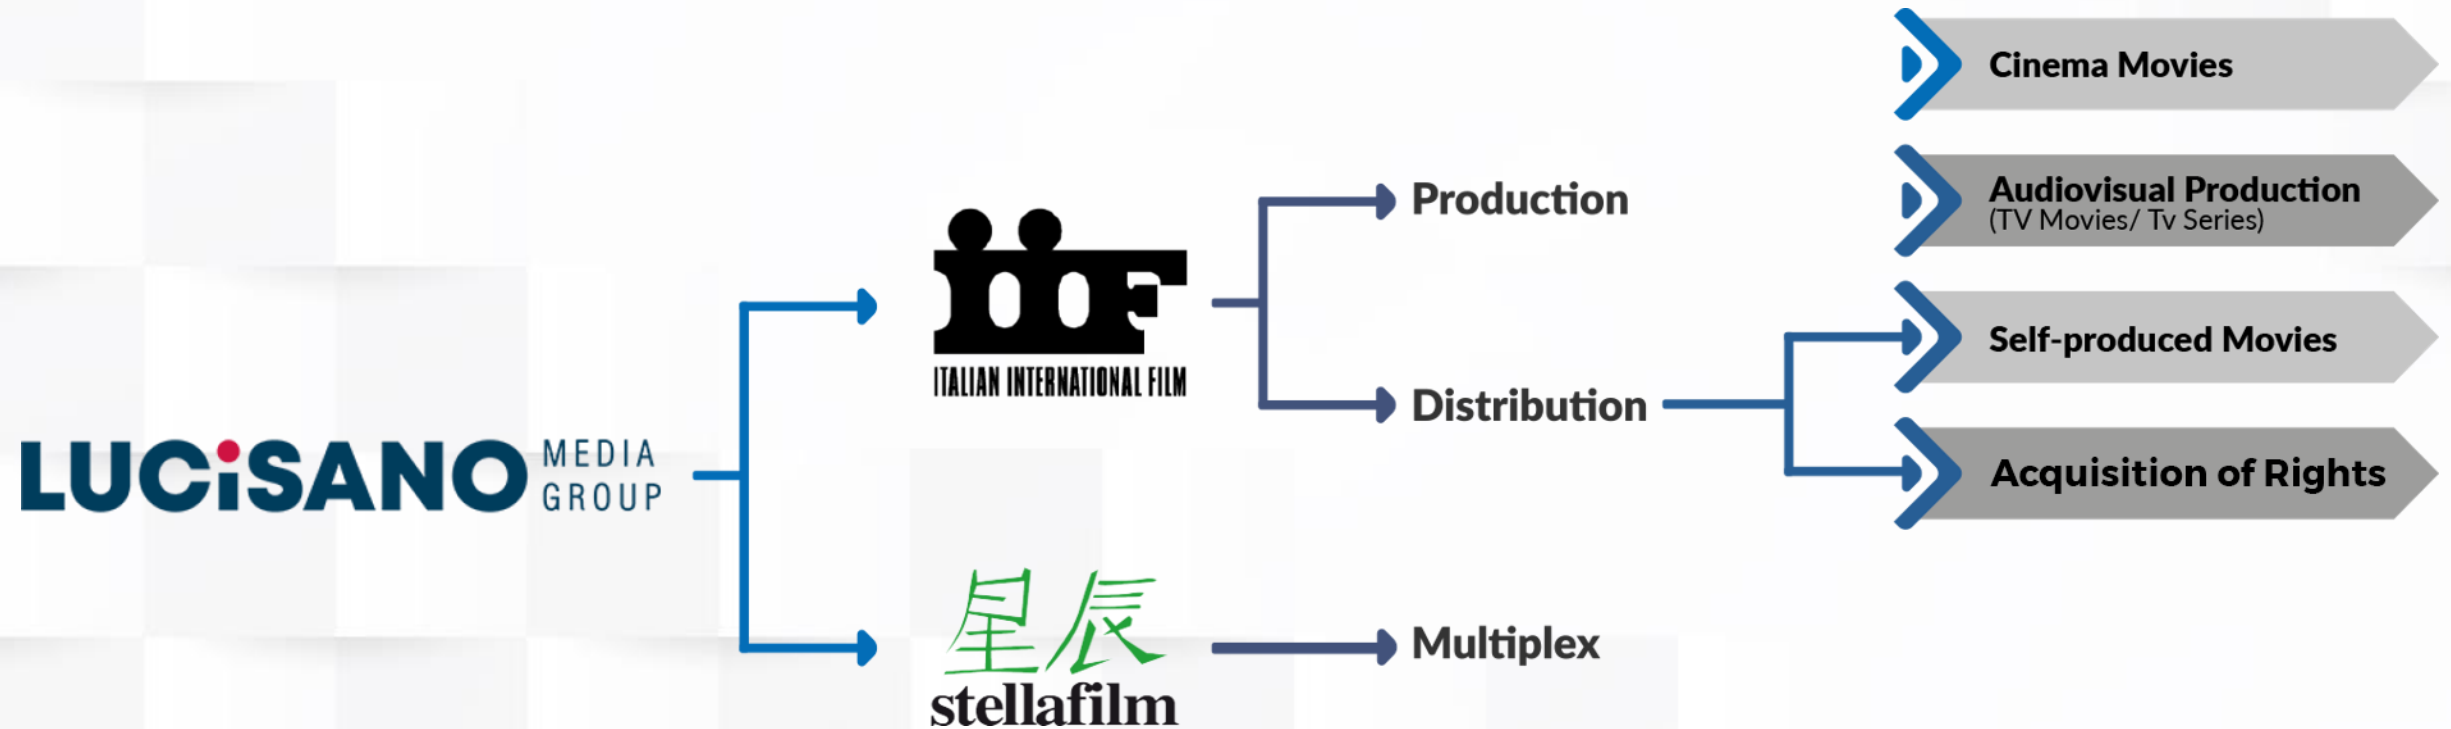 LUCiSANO
MEDIA
GROUP
iiF
ITALIAN INTERNATIONAL FILM
星辰
stellafilm
Production
Distribution
Multiplex
Cinema Movies
Audiovisual Production
(TV Movies/ Tv Series)
Self-produced Movies
Acquisition of Rights